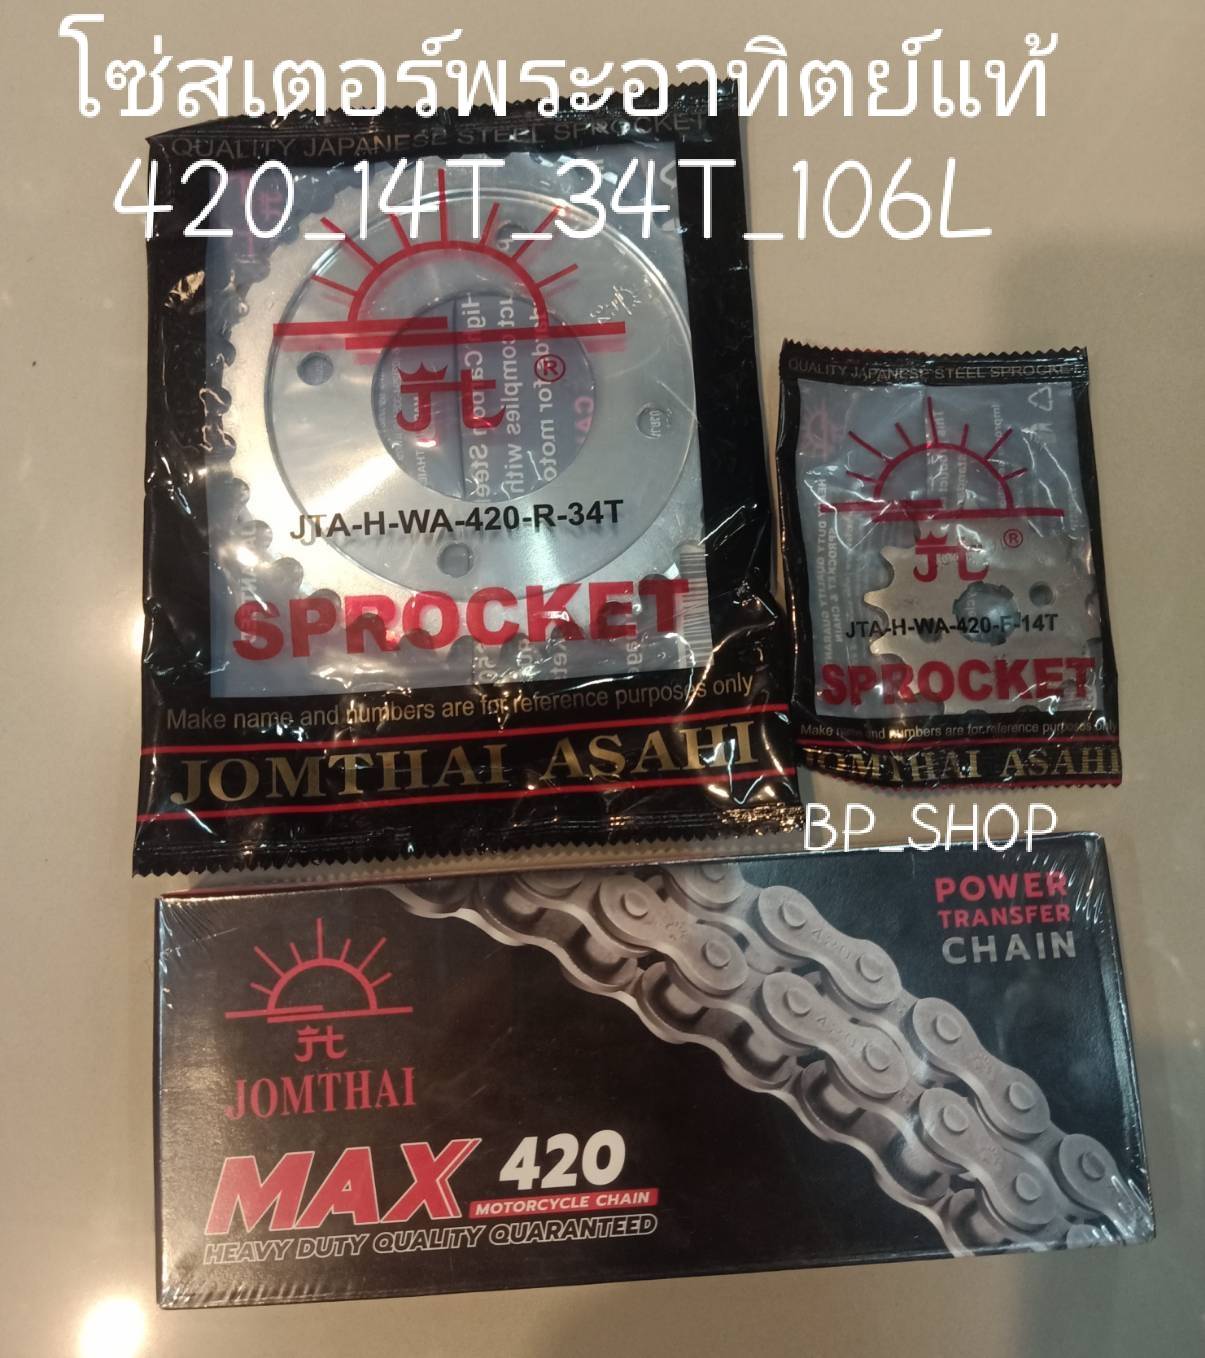 โซ่สเตอร์พระอาทิตย์แท้
420_14T_34T_106L
QUALITY JAPANESE STEEL SPROCKET
JTA-H-WA-420-R-34T
SPROCKET
Make name and numbers are for reference purposes only
JOMTHAI ASAHI
QUALITY JAPANESE STEEL SPROCKET
JTA-H-WA-420-F-14T
SPROCKET
Make name and numbers are for reference purposes only
JOMTHAI ASAHI
BP_SHOP
POWER
TRANSFER
CHAIN
Jt
JOMTHAI
MAX 420
MOTORCYCLE CHAIN
HEAVY DUTY QUALITY QUARANTEED